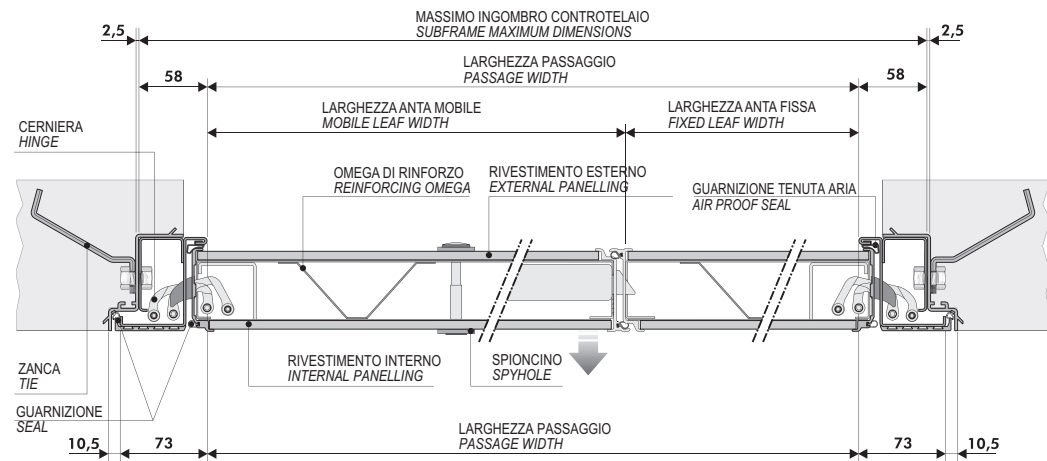 MASSIMO INGOMBRO CONTROTELAIO
SUBFRAME MAXIMUM DIMENSIONS
2,5
2,5
LARGHEZZA PASSAGGIO
PASSAGE WIDTH
58
58
LARGHEZZA ANTA MOBILE
MOBILE LEAF WIDTH
LARGHEZZA ANTA FISSA
FIXED LEAF WIDTH
CERNIERA
HINGE
OMEGA DI RINFORZO
REINFORCING OMEGA
RIVESTIMENTO ESTERNO
EXTERNAL PANELLING
GUARNIZIONE TENUTA ARIA
AIR PROOF SEAL
ZANCA
TIE
RIVESTIMENTO INTERNO
INTERNAL PANELLING
SPIONCINO
SPYHOLE
GUARNIZIONE
SEAL
10,5
73
LARGHEZZA PASSAGGIO
PASSAGE WIDTH
73
10,5